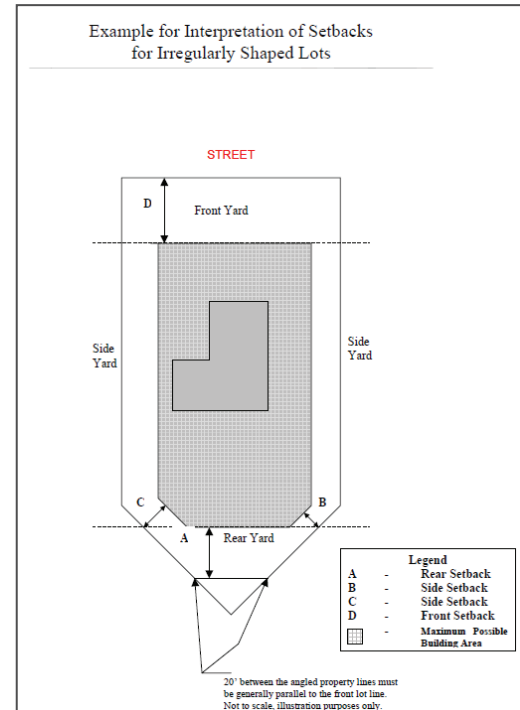 Example for Interpretation of Setbacks
for Irregularly Shaped Lots
STREET
D
Front Yard
Side
Yard
Side
Yard
C
B
A
Rear Yard
Legend
A - Rear Setback
B - Side Setback
C - Side Setback
D - Front Setback
- Maximum Possible
Building Area
20' between the angled property lines must
be generally parallel to the front lot line.
Not to scale, illustration purposes only.